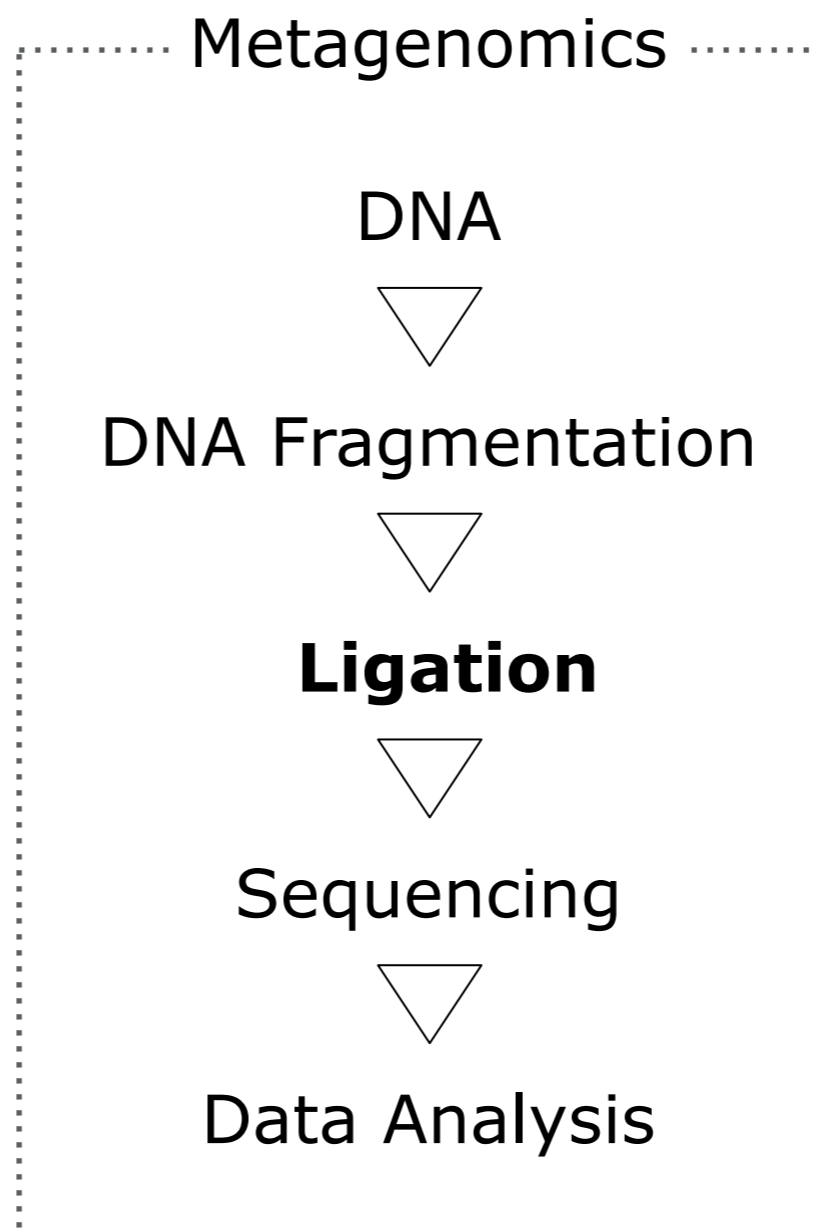 Metagenomics
DNA
DNA Fragmentation
Ligation
Sequencing
Data Analysis